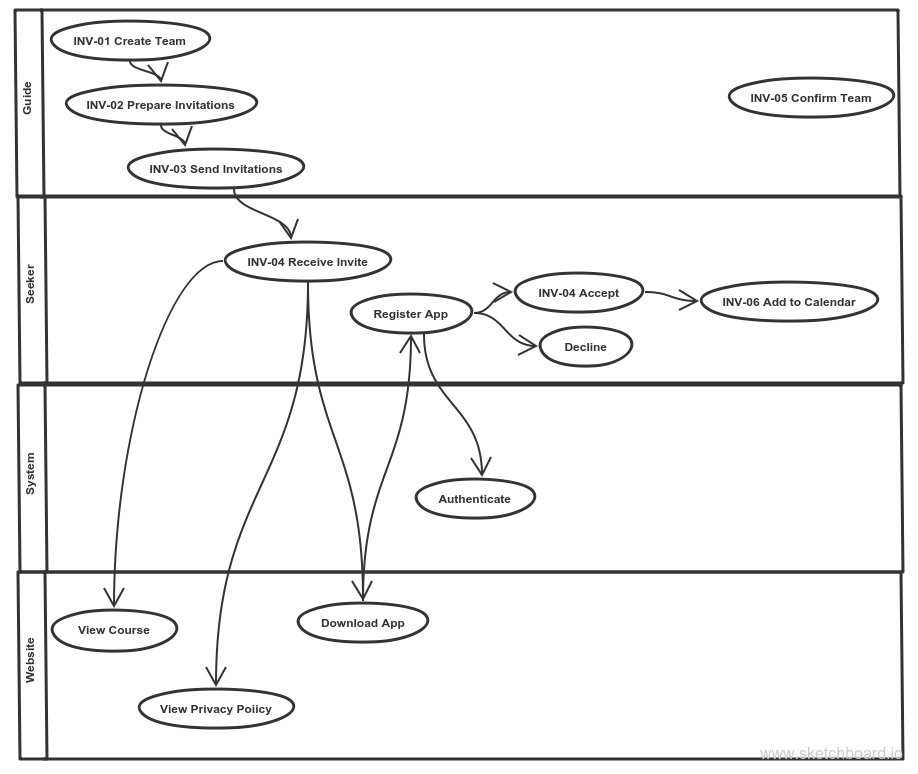 Guide
INV-01 Create Team
INV-02 Prepare Invitations
INV-03 Send Invitations
INV-05 Confirm Team
Seeker
INV-04 Receive Invite
Register App
INV-04 Accept
Decline
INV-06 Add to Calendar
System
Authenticate
Website
View Course
Download App
View Privacy Poiicy
www.sketchboard.io